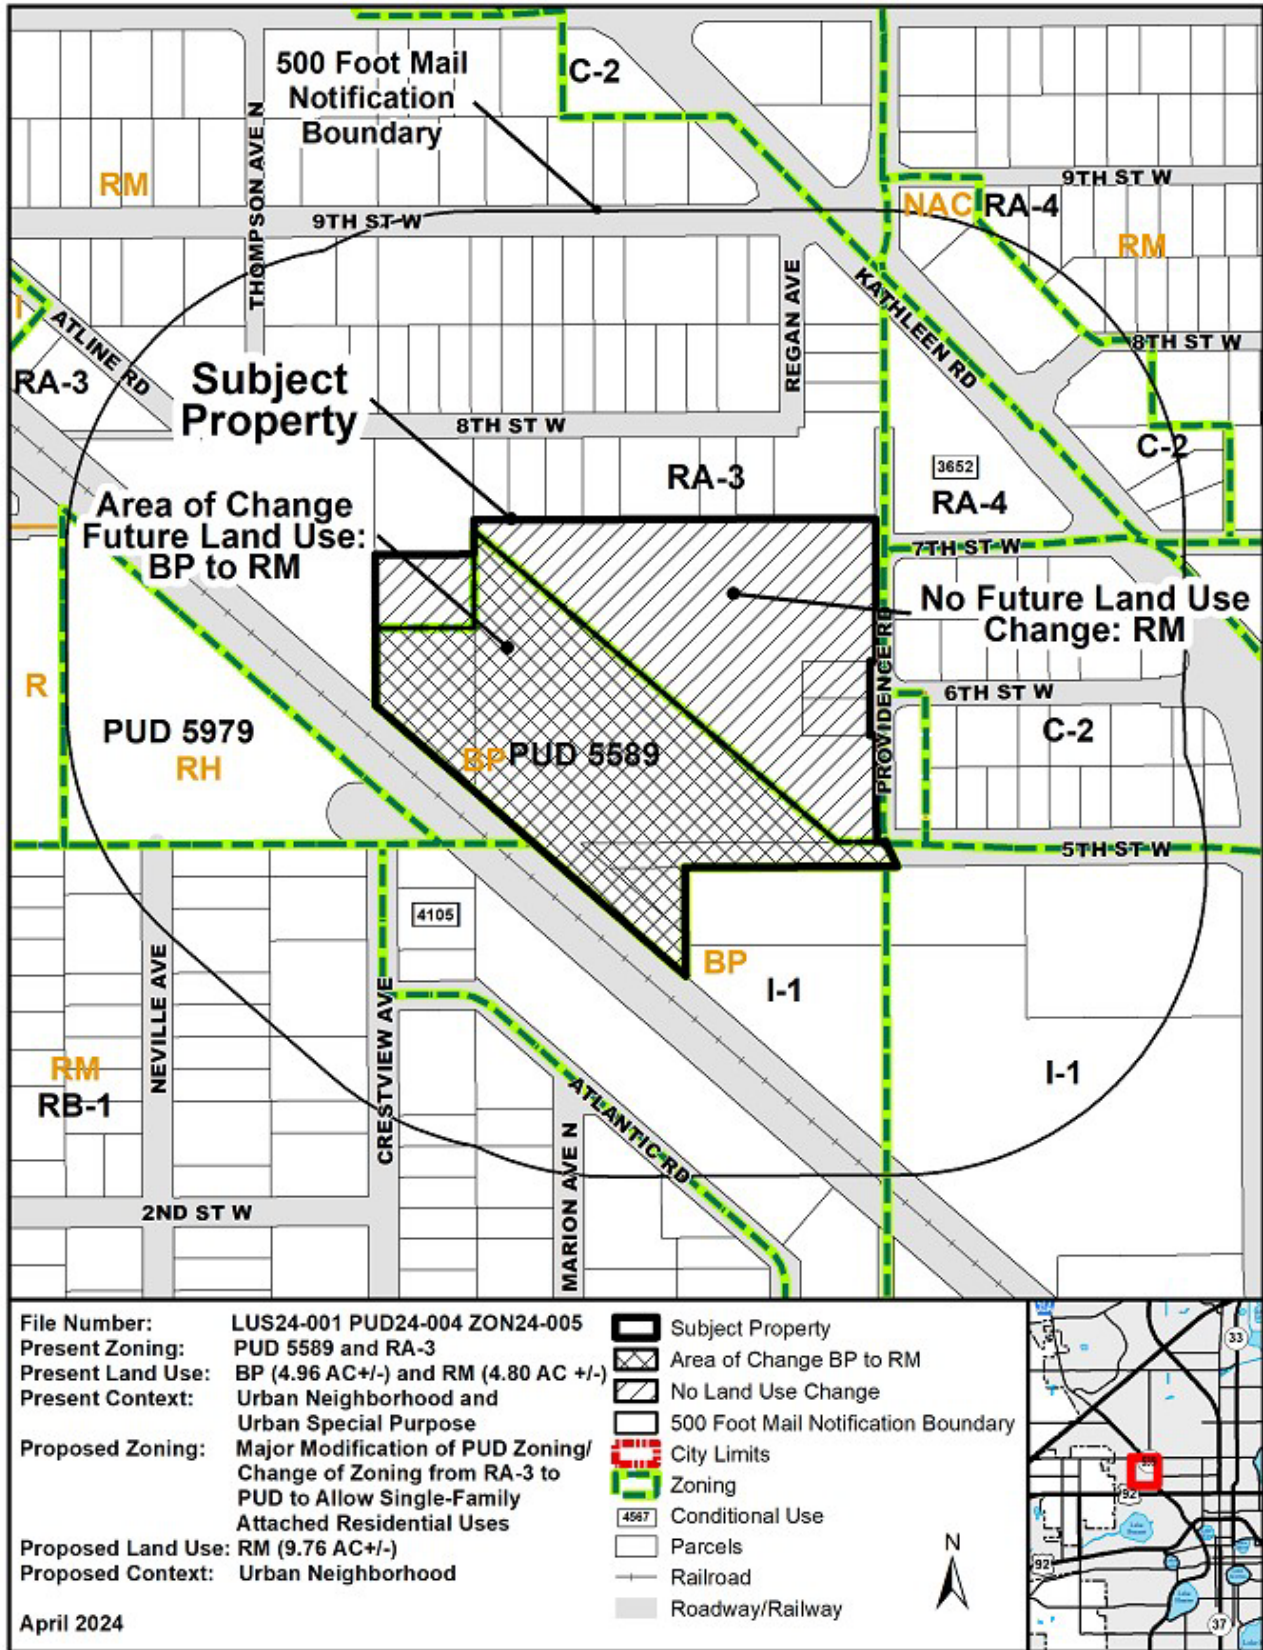 500 Foot Mail
Notification
Boundary
C-2
THOMPSON AVE N
RM
9TH ST W
9TH ST W
NAC
RA-4
RM
REGAN AVE
KATHLEEN RD
I
ATLINE RD
RA-3
8TH ST W
Subject
Property
8TH ST W
C-2
RA-3
3652
RA-4
Area of Change
Future Land Use:
BP to RM
7TH ST W
No Future Land Use
Change: RM
PROVIDENCE RD
R
6TH ST W
PUD 5979
RH
BP
PUD 5589
C-2
5TH ST W
4105
BP
I-1
NEVILLE AVE
CRESTVIEW AVE
RM
RB-1
I-1
ATLANTIC RD
MARION AVE N
2ND ST W
File Number: LUS24-001 PUD24-004 ZON24-005
Present Zoning: PUD 5589 and RA-3
Present Land Use: BP (4.96 AC+/-) and RM (4.80 AC +/-)
Present Context: Urban Neighborhood and
Urban Special Purpose
Proposed Zoning: Major Modification of PUD Zoning/
Change of Zoning from RA-3 to
PUD to Allow Single-Family
Attached Residential Uses
Proposed Land Use: RM (9.76 AC+/-)
Proposed Context: Urban Neighborhood
April 2024
Subject Property
Area of Change BP to RM
No Land Use Change
500 Foot Mail Notification Boundary
City Limits
Zoning
4567 Conditional Use
Parcels
Railroad
Roadway/Railway
N
33
92
92
37